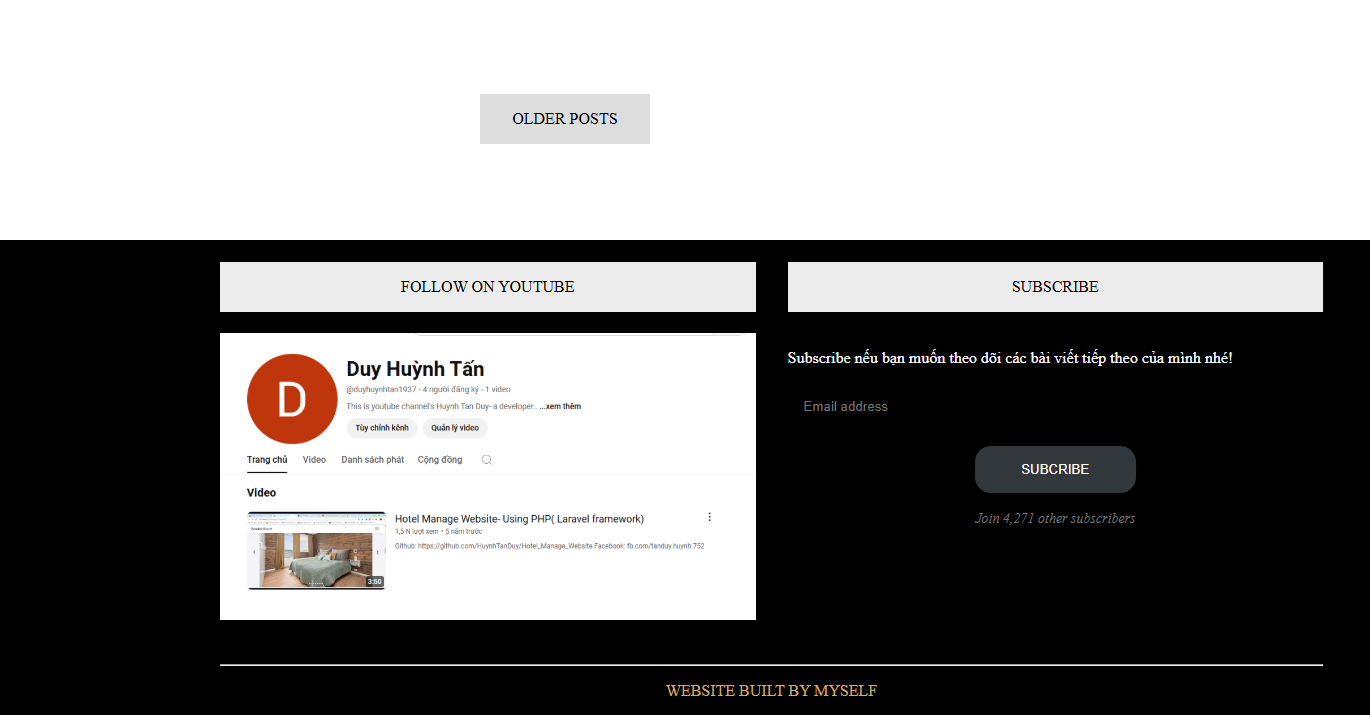 OLDER POSTS
FOLLOW ON YOUTUBE
D
Duy Huỳnh Tấn
@duyhuynhtan1937 · 4 người đăng ký · 1 video
This is youtube channel's Huynh Tan Duy- a developer.. ...xem thêm
Tùy chỉnh kênh Quản lý video
Trang chủ Video Danh sách phát Cộng đồng
Video
Hotel Manage Website- Using PHP( Laravel framework)
1,5 N lượt xem • 5 năm trước
Github: https://github.com/HuynhTanDuy/Hotel_Manage_Website Facebook: fb.com/tanduy.huynh.752
3:50
SUBSCRIBE
Subscribe nếu bạn muốn theo dõi các bài viết tiếp theo của mình nhé!
Email address
SUBCRIBE
Join 4,271 other subscribers
WEBSITE BUILT BY MYSELF